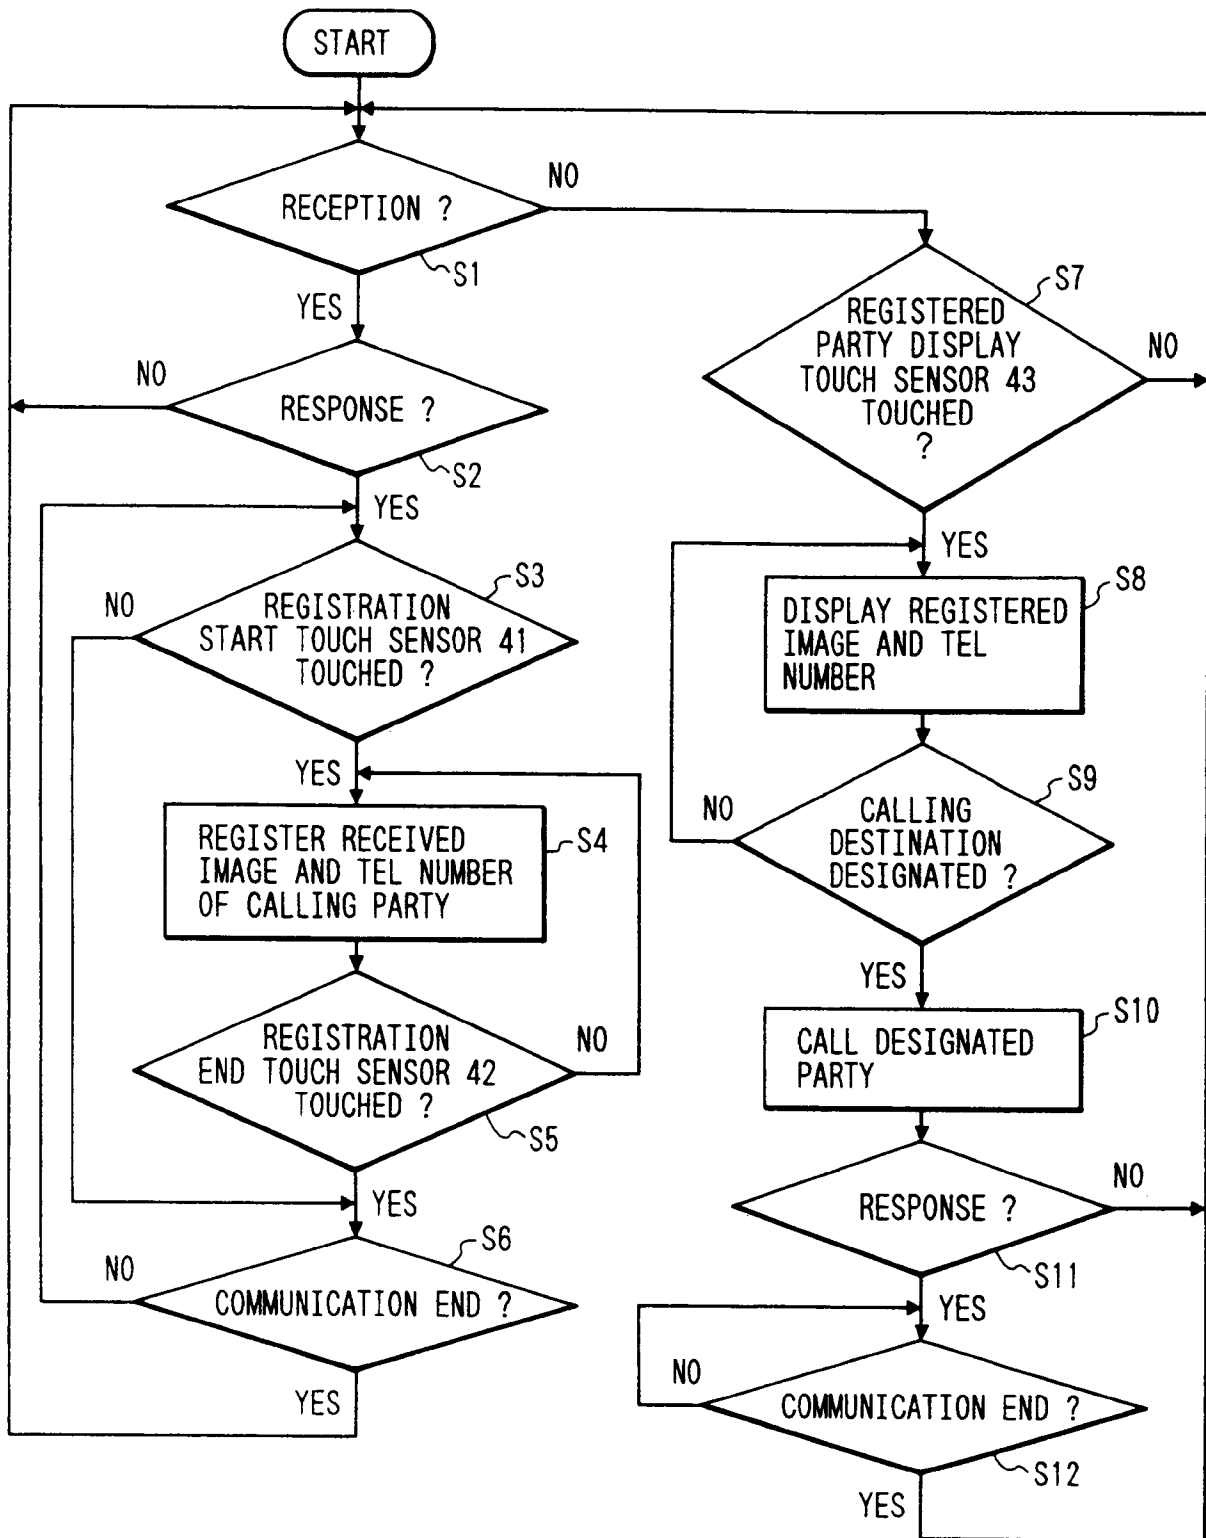 START
RECEPTION ?
S1
NO
YES
RESPONSE ?
S2
NO
YES
REGISTRATION
START TOUCH SENSOR 41
TOUCHED ?
S3
NO
YES
REGISTER RECEIVED
IMAGE AND TEL NUMBER
OF CALLING PARTY
S4
REGISTRATION
END TOUCH SENSOR 42
TOUCHED ?
S5
NO
YES
COMMUNICATION END ?
S6
NO
YES
REGISTERED
PARTY DISPLAY
TOUCH SENSOR 43
TOUCHED
?
S7
NO
YES
DISPLAY REGISTERED
IMAGE AND TEL
NUMBER
S8
CALLING
DESTINATION
DESIGNATED ?
S9
NO
YES
CALL DESIGNATED
PARTY
S10
RESPONSE ?
S11
NO
YES
COMMUNICATION END ?
S12
NO
YES